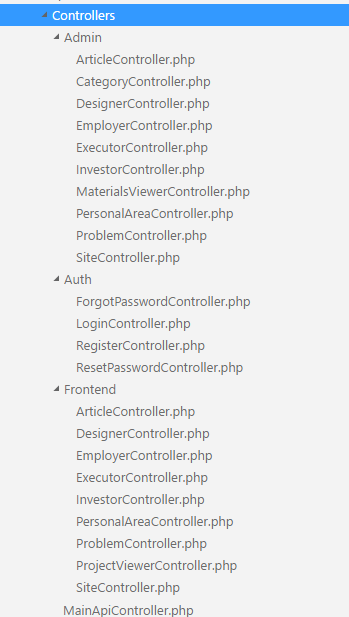 Controllers
Admin
ArticleController.php
CategoryController.php
DesignerController.php
EmployerController.php
ExecutorController.php
InvestorController.php
MaterialsViewerController.php
PersonalAreaController.php
ProblemController.php
SiteController.php
Auth
ForgotPasswordController.php
LoginController.php
RegisterController.php
ResetPasswordController.php
Frontend
ArticleController.php
DesignerController.php
EmployerController.php
ExecutorController.php
InvestorController.php
PersonalAreaController.php
ProblemController.php
ProjectViewerController.php
SiteController.php
MainApiController.php